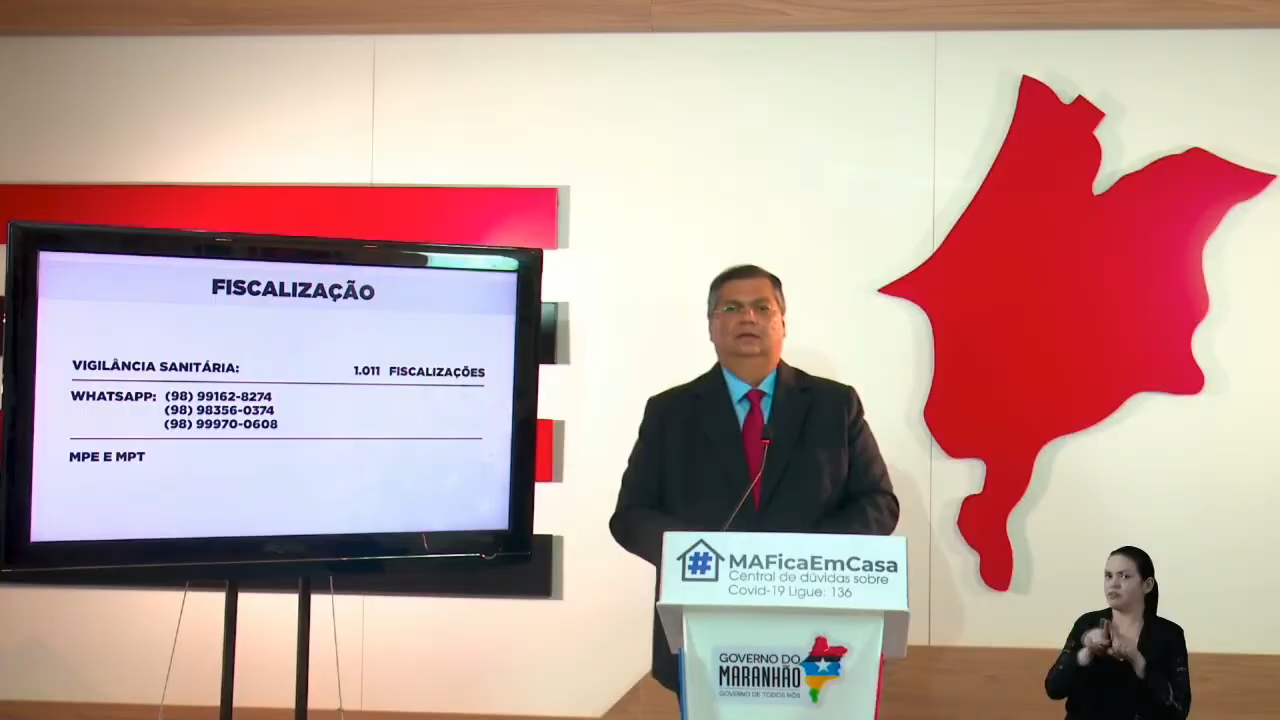 FISCALIZAÇÃO
VIGILÂNCIA SANITÁRIA: 1.011 FISCALIZAÇÕES
WHATSAPP: (98) 99162-8274
(98) 98356-0374
(98) 99970-0608
MPE E MPT
# MAFicaEmCasa
Central de dúvidas sobre
Covid-19 Ligue: 136
GOVERNO DO
MARANHÃO
GOVERNO DE TODOS NÓS